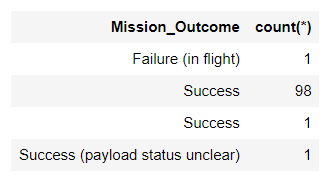 Mission_Outcome count(*)
Failure (in flight) 1
Success 98
Success 1
Success (payload status unclear) 1